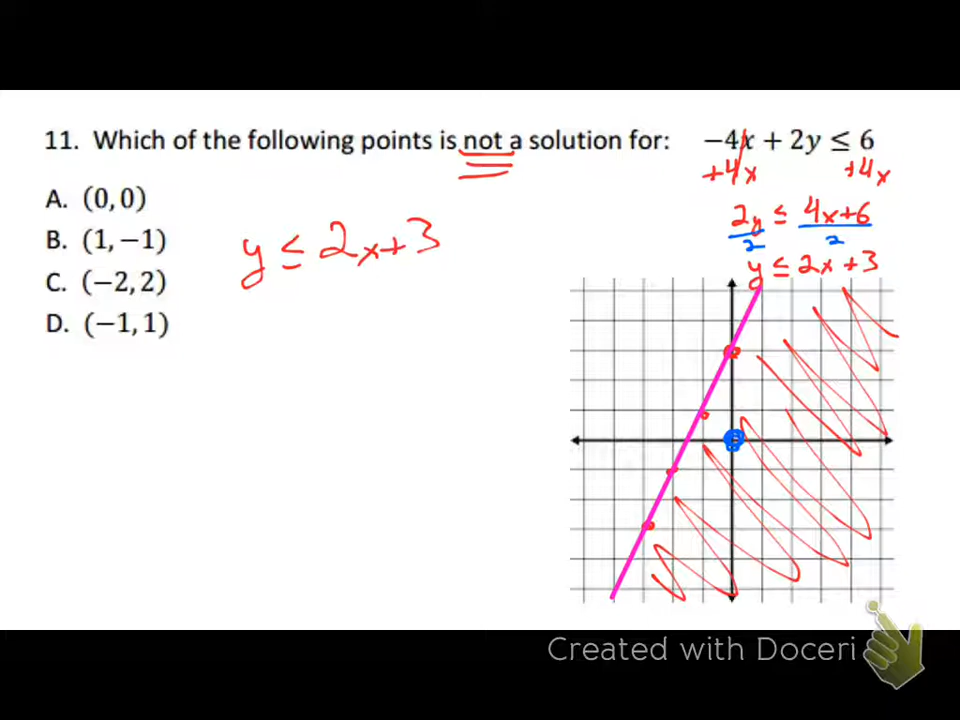 11. Which of the following points is not a solution for: −4x + 2y ≤ 6
+4x +4x
A. (0, 0)
2y ≤ 4x+6
B. (1, −1)
y ≤ 2x+3
2 2
y ≤ 2x+3
C. (−2, 2)
D. (−1, 1)
Created with Doceri